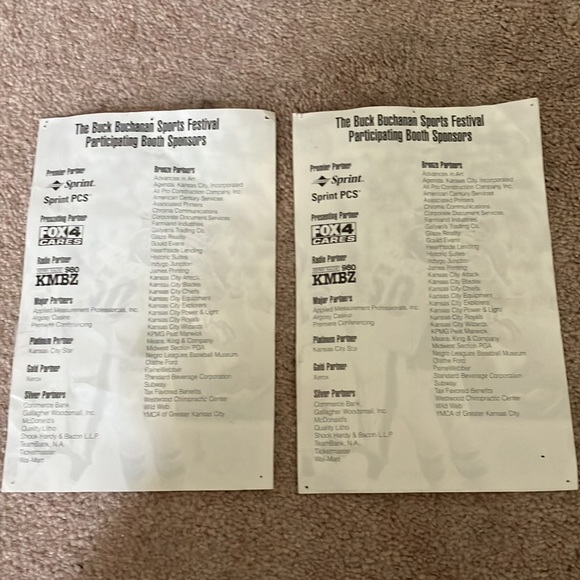 The Buck Buchanan Sports Festival
Participating Booth Sponsors
Premier Partner
Sprint
Sprint PCS
Presenting Partner
FOX 4
CARES
Radio Partner
980
KMBZ
Major Partners
Applied Measurement Professionals, Inc.
Argosy Casino
Premiere Conferencing
Platinum Partner
Kansas City Star
Gold Partner
Xerox
Silver Partners
Commerce Bank
Gallagher Woodsmall, Inc.
McDonald's
Quality Litho
Shook Hardy & Bacon L.L.P.
TeamBank, N.A.
Ticketmaster
Wal-Mart
Bronze Partners
Advances in Art
Agenda: Kansas City, Incorporated
All Pro Construction Company, Inc.
American Century Services
Associated Printers
Chrome Communications
Corporate Document Services
Farmland Industries
Galyan's Trading Co.
Glaze Realty
Gould Evans
Hearthside Lending
Historic Suites
Indygo Junction
James Printing
Kansas City Attack
Kansas City Blades
Kansas City Chiefs
Kansas City Equipment
Kansas City Explorers
Kansas City Power & Light
Kansas City Royals
Kansas City Wizards
KPMG Peat Marwick
Mears, King & Company
Midwest Section PGA
Negro Leagues Baseball Museum
Olathe Ford
PaineWebber
Standard Beverage Corporation
Subway
Tax Favored Benefits
Westwood Chiropractic Center
Wild Web
YMCA of Greater Kansas City
The Buck Buchanan Sports Festival
Participating Booth Sponsors
Premier Partner
Sprint
Sprint PCS
Presenting Partner
FOX 4
CARES
Radio Partner
980
KMBZ
Major Partners
Applied Measurement Professionals, Inc.
Argosy Casino
Premiere Conferencing
Platinum Partner
Kansas City Star
Gold Partner
Xerox
Silver Partners
Commerce Bank
Gallagher Woodsmall, Inc.
McDonald's
Quality Litho
Shook Hardy & Bacon L.L.P.
TeamBank, N.A.
Ticketmaster
Wal-Mart
Bronze Partners
Advances in Art
Agenda: Kansas City, Incorporated
All Pro Construction Company, Inc.
American Century Services
Associated Printers
Chrome Communications
Corporate Document Services
Farmland Industries
Galyan's Trading Co.
Glaze Realty
Gould Evans
Hearthside Lending
Historic Suites
Indygo Junction
James Printing
Kansas City Attack
Kansas City Blades
Kansas City Chiefs
Kansas City Equipment
Kansas City Explorers
Kansas City Power & Light
Kansas City Royals
Kansas City Wizards
KPMG Peat Marwick
Mears, King & Company
Midwest Section PGA
Negro Leagues Baseball Museum
Olathe Ford
PaineWebber
Standard Beverage Corporation
Subway
Tax Favored Benefits
Westwood Chiropractic Center
Wild Web
YMCA of Greater Kansas City